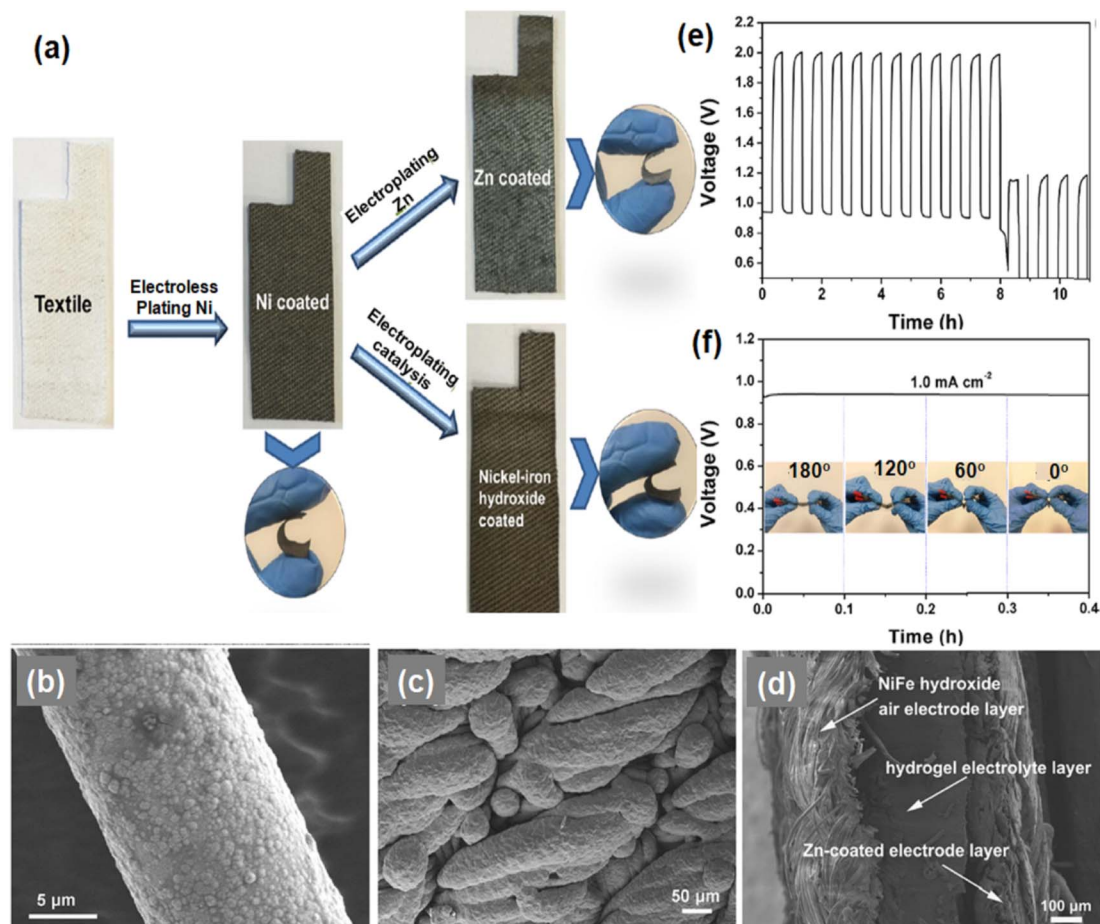 (a)
Textile
Electroless
Plating Ni
Ni coated
Electroplating
Zn
Zn coated
Electroplating
catalysis
Nickel-iron
hydroxide
coated
(e)
Voltage (V)
2.2
2.0
1.8
1.6
1.4
1.2
1.0
0.8
0.6
0 2 4 6 8 10
Time (h)
(f)
Voltage (V)
1.2
1.0
0.8
0.6
0.4
0.2
0.0
1.0 mA cm⁻²
180° 120° 60° 0°
0.0 0.1 0.2 0.3 0.4
Time (h)
(b)
5 µm
(c)
50 µm
(d)
NiFe hydroxide
air electrode layer
hydrogel electrolyte layer
Zn-coated electrode layer
100 µm